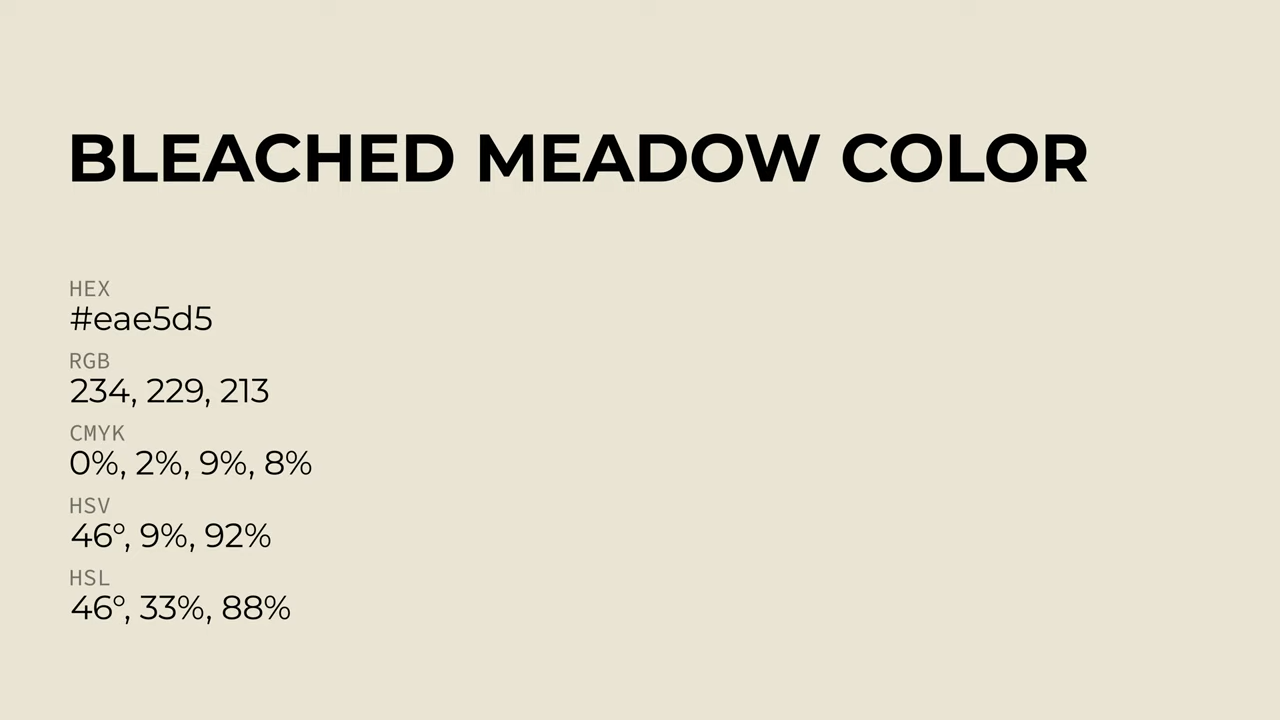 BLEACHED MEADOW COLOR
HEX
#eae5d5
RGB
234, 229, 213
CMYK
0%, 2%, 9%, 8%
HSV
46°, 9%, 92%
HSL
46°, 33%, 88%